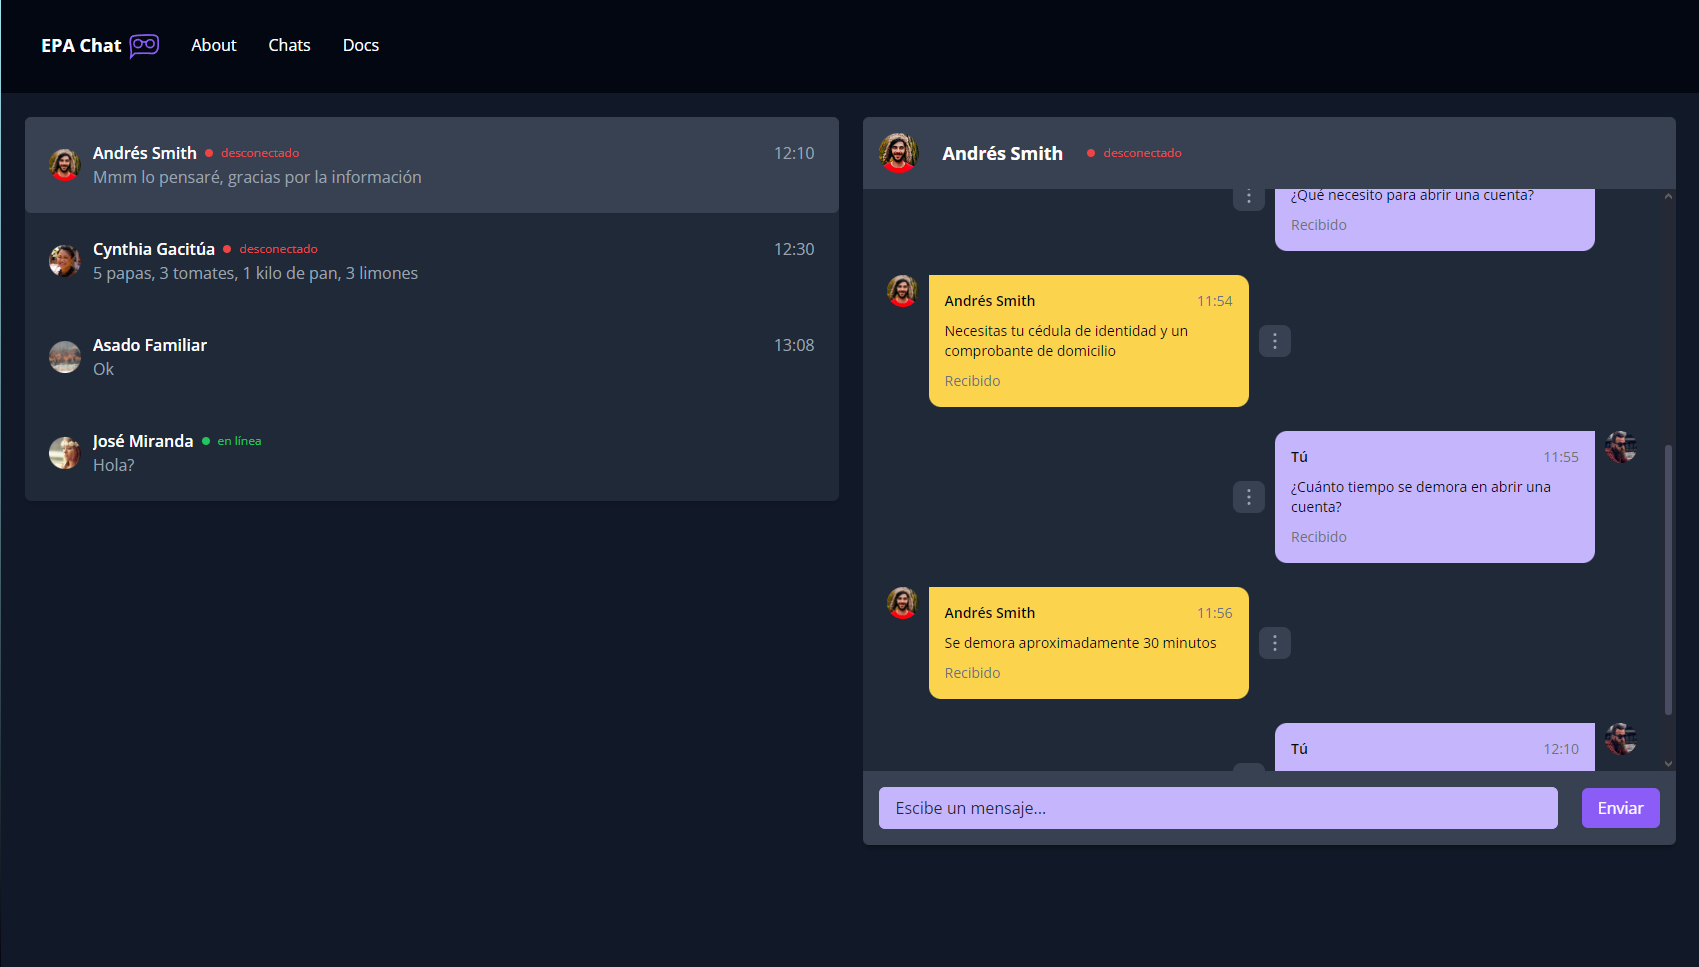 EPA Chat About Chats Docs
Andrés Smith desconectado 12:10
Mmm lo pensaré, gracias por la información
Cynthia Gacitúa desconectado 12:30
5 papas, 3 tomates, 1 kilo de pan, 3 limones
Asado Familiar 13:08
Ok
José Miranda en línea
Hola?
Andrés Smith desconectado
¿Qué necesito para abrir una cuenta?
Recibido
Andrés Smith 11:54
Necesitas tu cédula de identidad y un
comprobante de domicilio
Recibido
Tú 11:55
¿Cuánto tiempo se demora en abrir una
cuenta?
Recibido
Andrés Smith 11:56
Se demora aproximadamente 30 minutos
Recibido
Tú 12:10
Escibe un mensaje...
Enviar